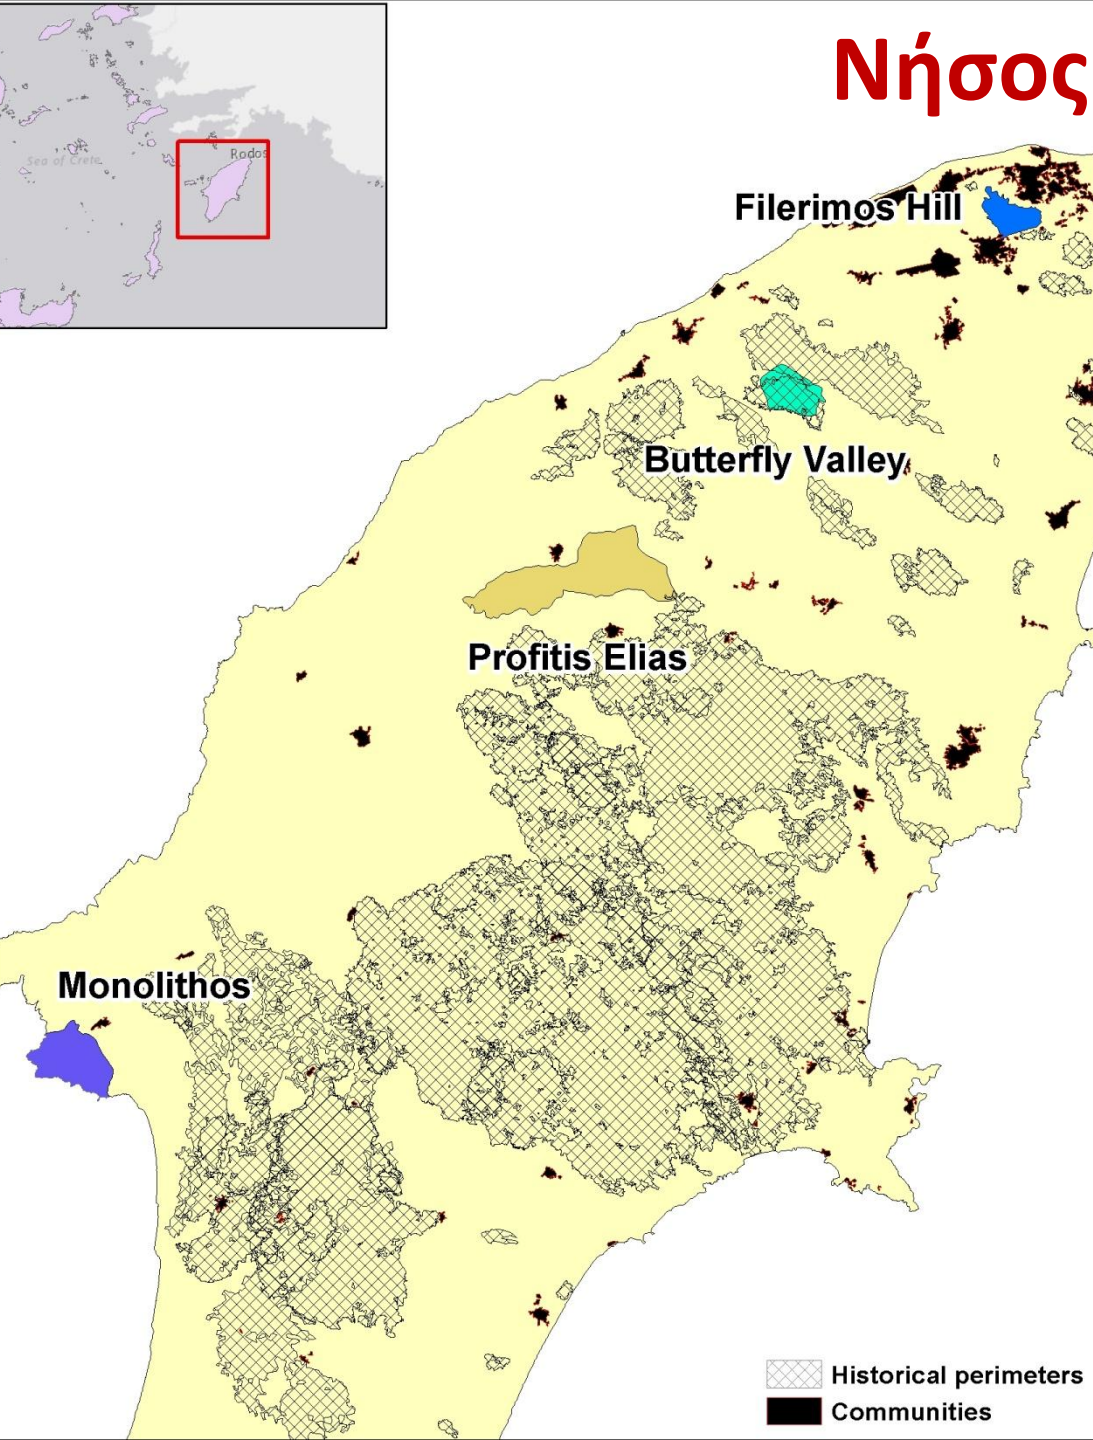 Νήσος
Rodos
Sea of Crete
Filerimos Hill
Butterfly Valley
Profitis Elias
Monolithos
Historical perimeters
Communities